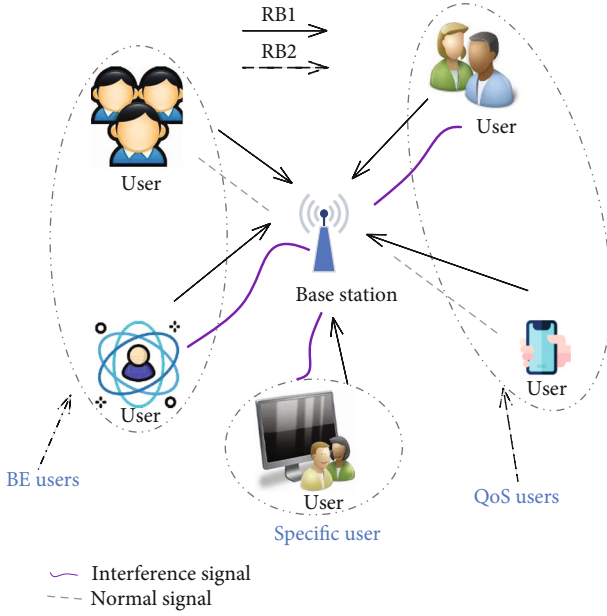 RB1
RB2
User
User
Base station
User
User
User
BE users
QoS users
Specific user
Interference signal
Normal signal